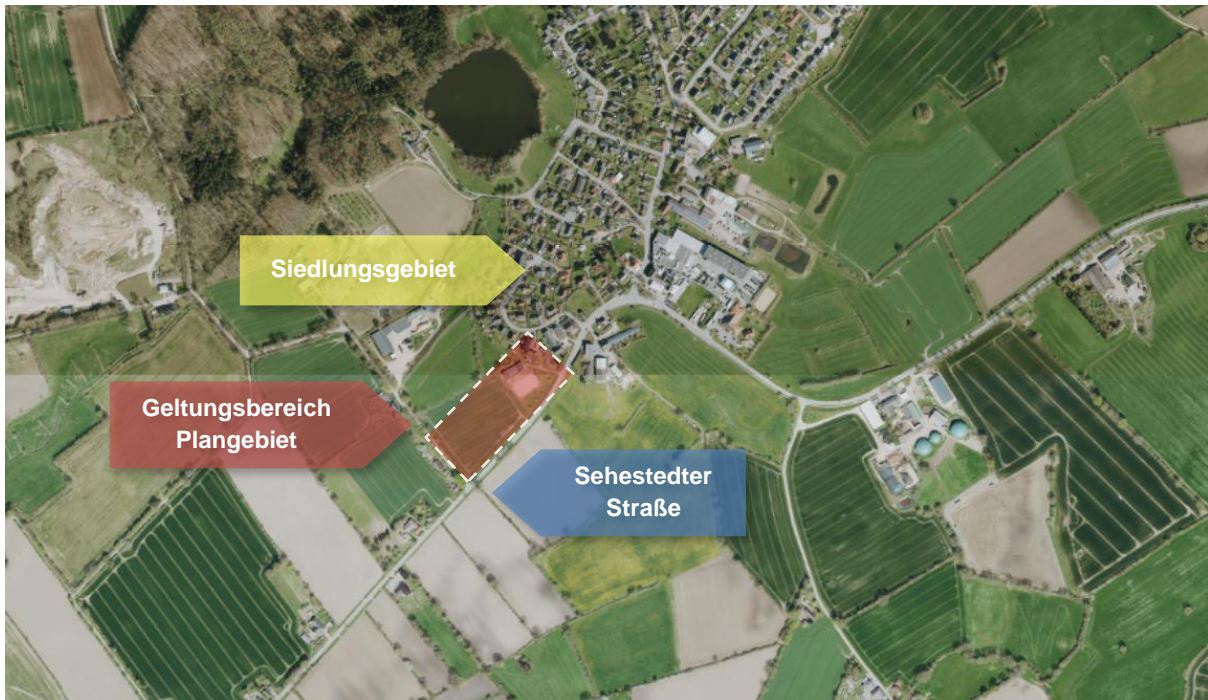 Siedlungsgebiet
Geltungsbereich
Plangebiet
Sehestedter
Straße